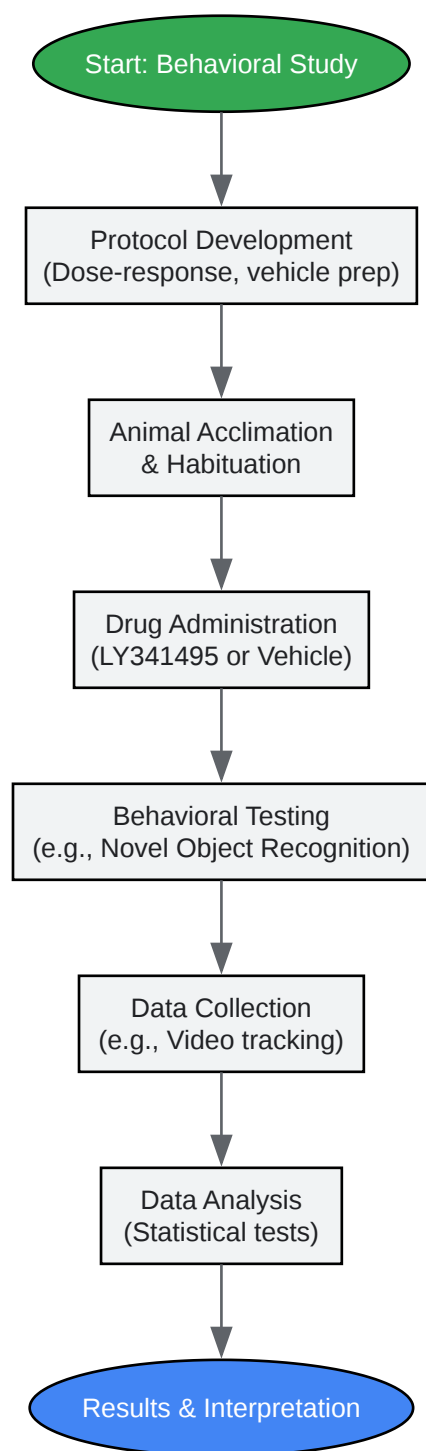 Start: Behavioral Study
Protocol Development
(Dose-response, vehicle prep)
Animal Acclimation
& Habituation
Drug Administration
(LY341495 or Vehicle)
Behavioral Testing
(e.g., Novel Object Recognition)
Data Collection
(e.g., Video tracking)
Data Analysis
(Statistical tests)
Results & Interpretation